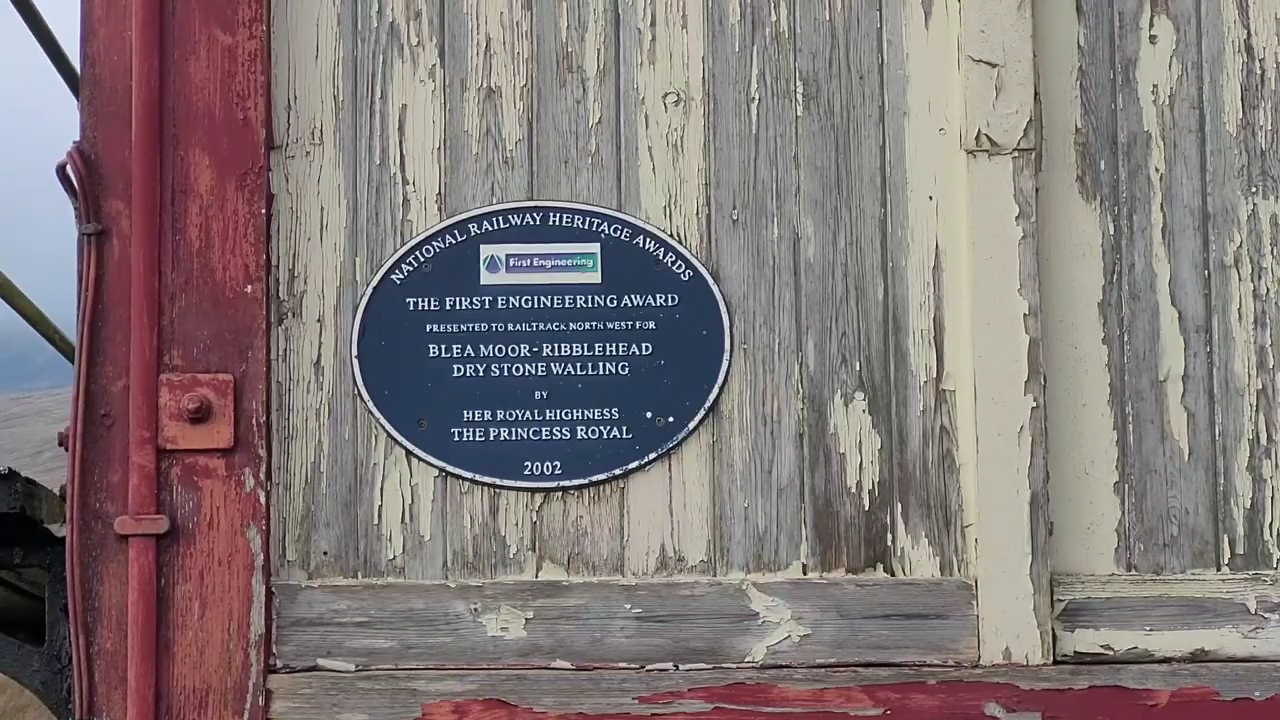 NATIONAL RAILWAY HERITAGE AWARDS
First Engineering
THE FIRST ENGINEERING AWARD
PRESENTED TO RAILTRACK NORTH WEST FOR
BLEA MOOR-RIBBLEHEAD
DRY STONE WALLING
BY
HER ROYAL HIGHNESS
THE PRINCESS ROYAL
2002